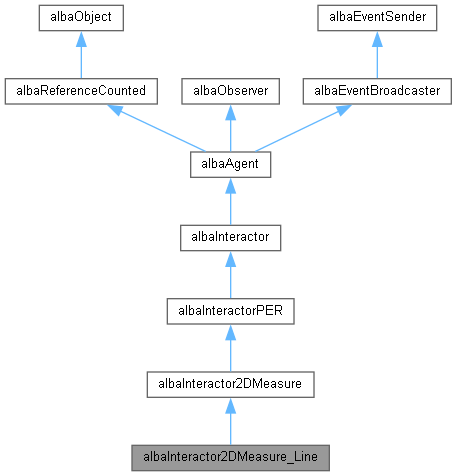 albaObject
albaEventSender
albaReferenceCounted
albaObserver
albaEventBroadcaster
albaAgent
albaInteractor
albaInteractorPER
albaInteractor2DMeasure
albaInteractor2DMeasure_Line